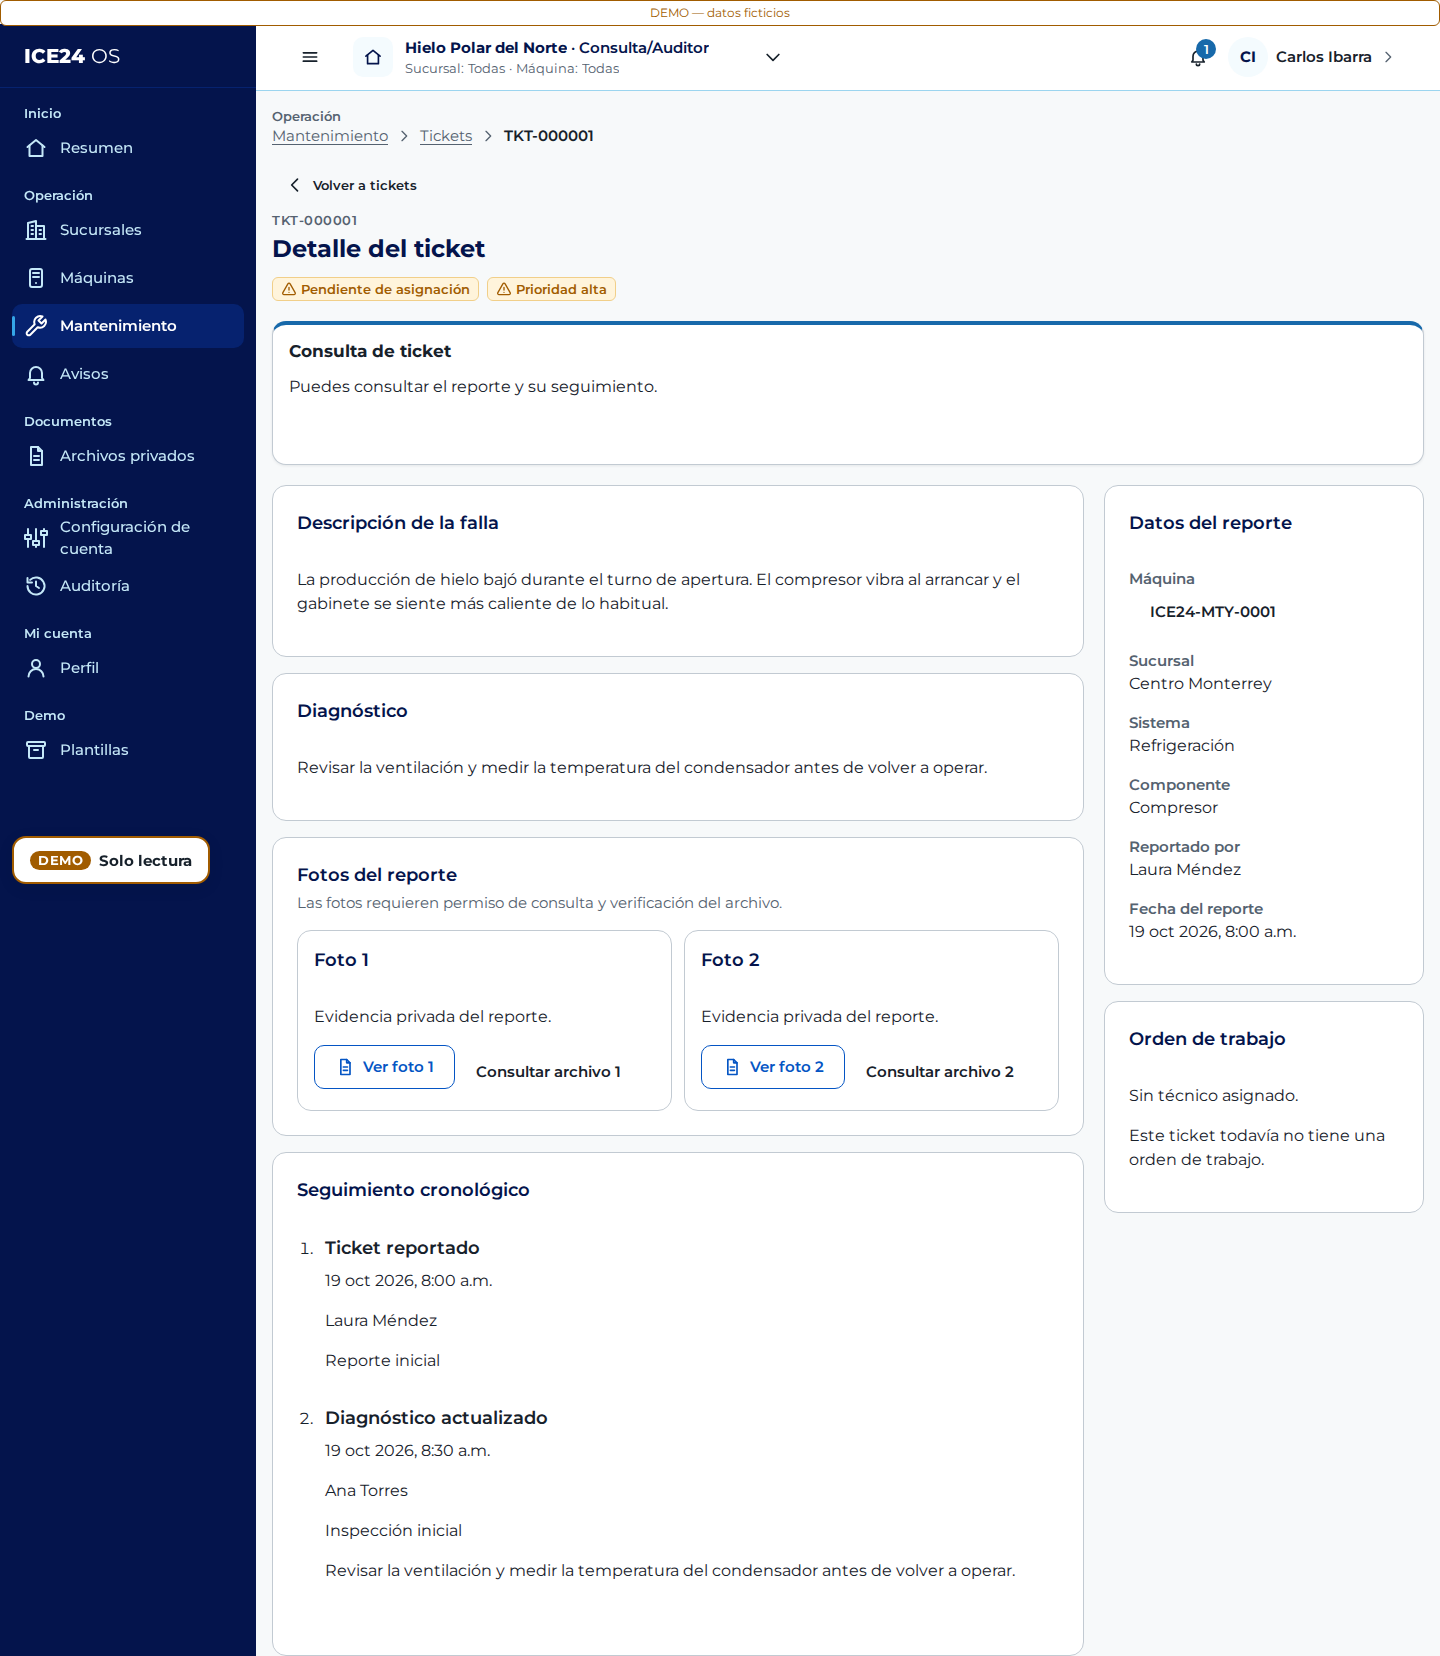 DEMO — datos ficticios
ICE24 OS
Inicio
Resumen
Operación
Sucursales
Máquinas
Mantenimiento
Avisos
Documentos
Archivos privados
Administración
Configuración de
cuenta
Auditoría
Mi cuenta
Perfil
Demo
Plantillas
DEMO Solo lectura
Hielo Polar del Norte · Consulta/Auditor
Sucursal: Todas · Máquina: Todas
1
CI Carlos Ibarra
Operación
Mantenimiento > Tickets > TKT-000001
Volver a tickets
TKT-000001
Detalle del ticket
Pendiente de asignación
Prioridad alta
Consulta de ticket
Puedes consultar el reporte y su seguimiento.
Descripción de la falla
La producción de hielo bajó durante el turno de apertura. El compresor vibra al arrancar y el
gabinete se siente más caliente de lo habitual.
Diagnóstico
Revisar la ventilación y medir la temperatura del condensador antes de volver a operar.
Fotos del reporte
Las fotos requieren permiso de consulta y verificación del archivo.
Foto 1
Evidencia privada del reporte.
Ver foto 1
Consultar archivo 1
Foto 2
Evidencia privada del reporte.
Ver foto 2
Consultar archivo 2
Seguimiento cronológico
1. Ticket reportado
19 oct 2026, 8:00 a.m.
Laura Méndez
Reporte inicial
2. Diagnóstico actualizado
19 oct 2026, 8:30 a.m.
Ana Torres
Inspección inicial
Revisar la ventilación y medir la temperatura del condensador antes de volver a operar.
Datos del reporte
Máquina
ICE24-MTY-0001
Sucursal
Centro Monterrey
Sistema
Refrigeración
Componente
Compresor
Reportado por
Laura Méndez
Fecha del reporte
19 oct 2026, 8:00 a.m.
Orden de trabajo
Sin técnico asignado.
Este ticket todavía no tiene una
orden de trabajo.